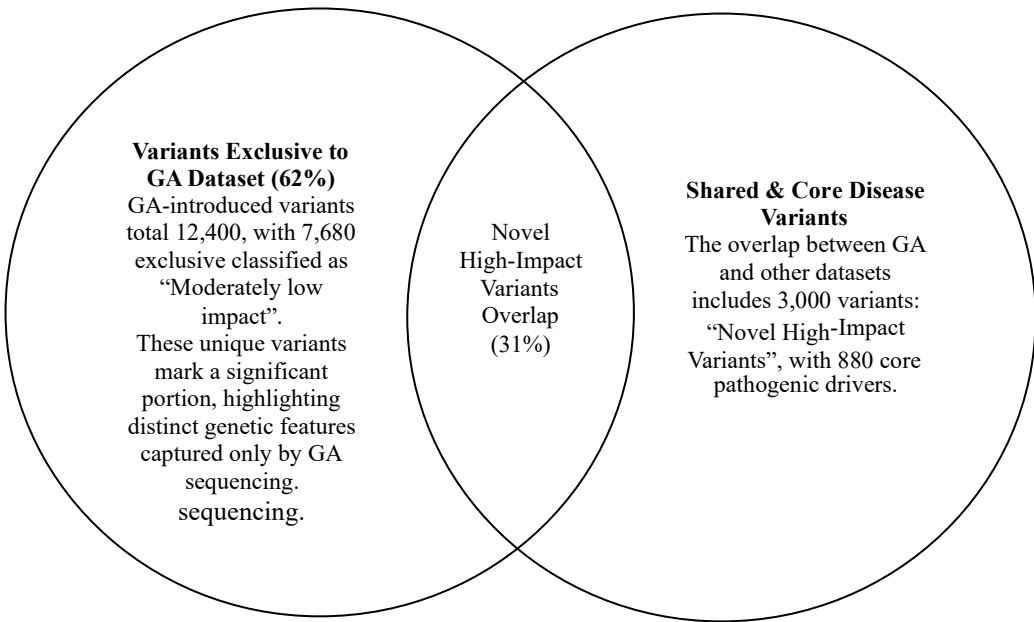 Variants Exclusive to
GA Dataset (62%)
GA-introduced variants
total 12,400, with 7,680
exclusive classified as
“Moderately low
impact”.
These unique variants
mark a significant
portion, highlighting
distinct genetic features
captured only by GA
sequencing.
sequencing.
Novel
High-Impact
Variants
Overlap
(31%)
Shared & Core Disease
Variants
The overlap between GA
and other datasets
includes 3,000 variants:
“Novel High-Impact
Variants”, with 880 core
pathogenic drivers.